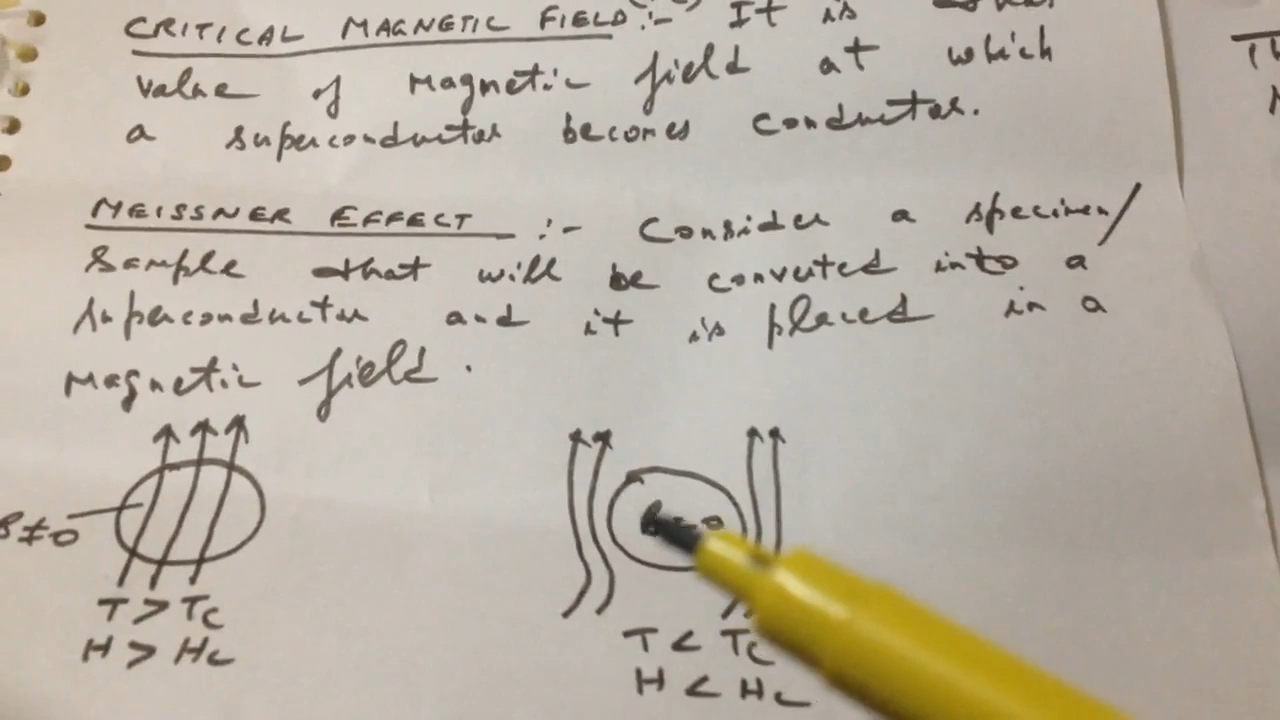 CRITICAL MAGNETIC FIELD :- It is that
value of Magnetic field at which
a superconductor becomes conductor.
MEISSNER EFFECT :- Consider a specimen/
Sample that will be converted into a
Superconductor and it is placed in a
Magnetic field.
B≠0
T > Tc
H > Hc
T < Tc
H < Hc